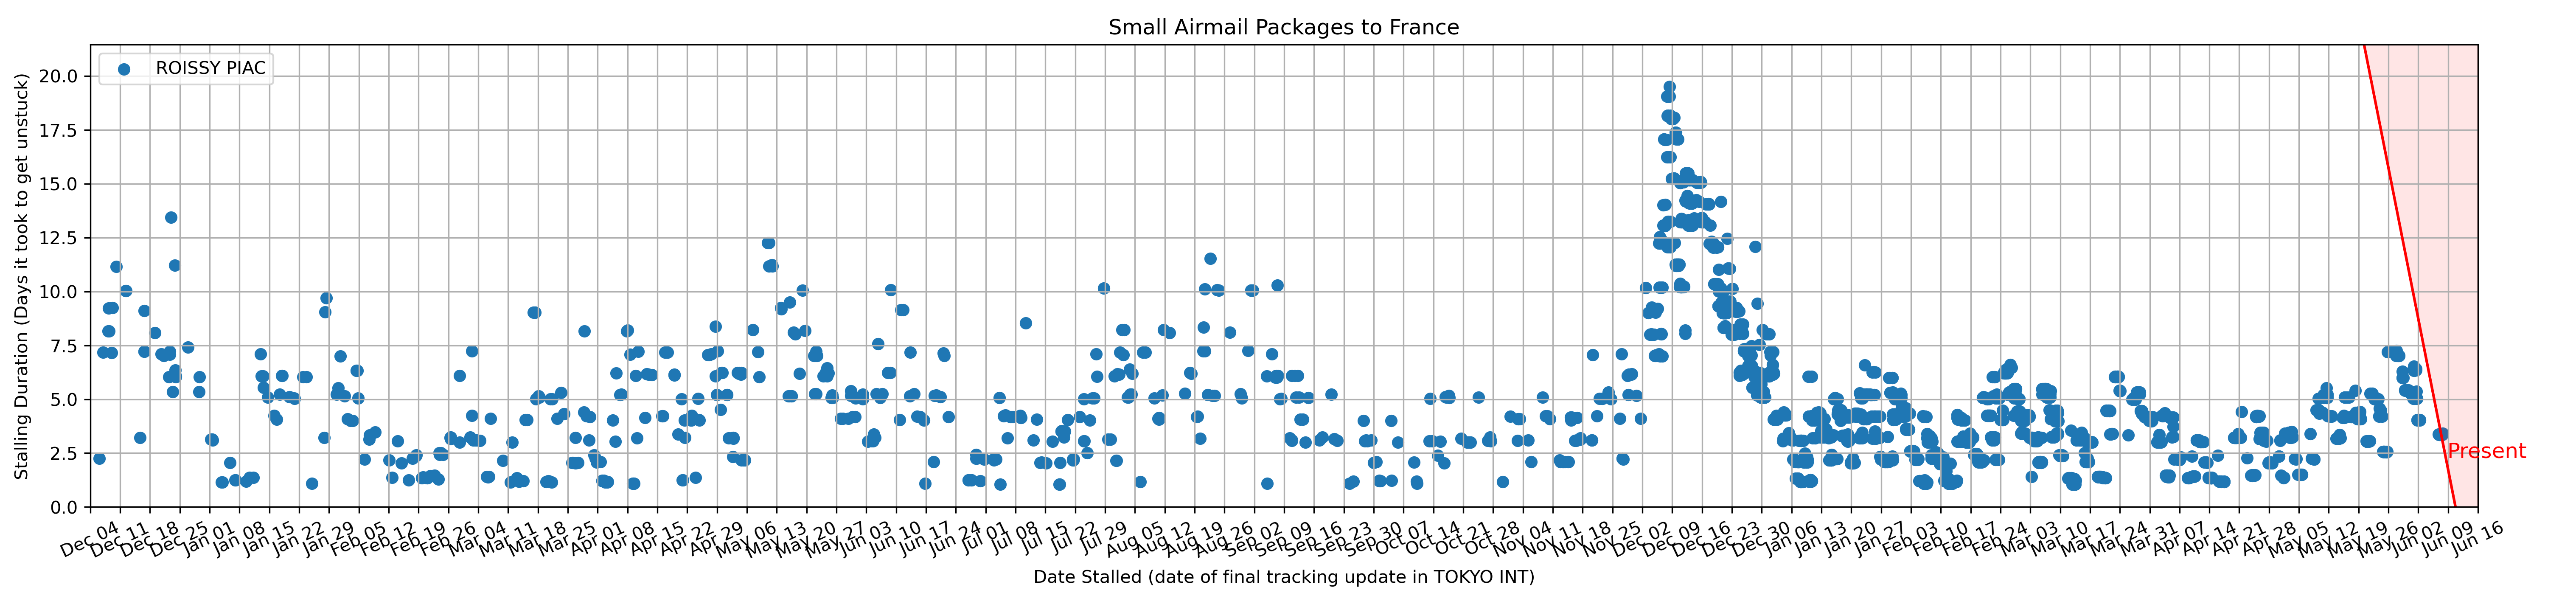 Small Airmail Packages to France
ROISSY PIAC
Stalling Duration (Days it took to get unstuck)
20.0
17.5
15.0
12.5
10.0
7.5
5.0
2.5
0.0
Present
Dec 04
Dec 11
Dec 18
Dec 25
Jan 01
Jan 08
Jan 15
Jan 22
Jan 29
Feb 05
Feb 12
Feb 19
Feb 26
Mar 04
Mar 11
Mar 18
Mar 25
Apr 01
Apr 08
Apr 15
Apr 22
Apr 29
May 06
May 13
May 20
May 27
Jun 03
Jun 10
Jun 17
Jun 24
Jul 01
Jul 08
Jul 15
Jul 22
Jul 29
Aug 05
Aug 12
Aug 19
Aug 26
Sep 02
Sep 09
Sep 16
Sep 23
Sep 30
Oct 07
Oct 14
Oct 21
Oct 28
Nov 04
Nov 11
Nov 18
Nov 25
Dec 02
Dec 09
Dec 16
Dec 23
Dec 30
Jan 06
Jan 13
Jan 20
Jan 27
Feb 03
Feb 10
Feb 17
Feb 24
Mar 03
Mar 10
Mar 17
Mar 24
Mar 31
Apr 07
Apr 14
Apr 21
Apr 28
May 05
May 12
May 19
May 26
Jun 02
Jun 09
Jun 16
Date Stalled (date of final tracking update in TOKYO INT)